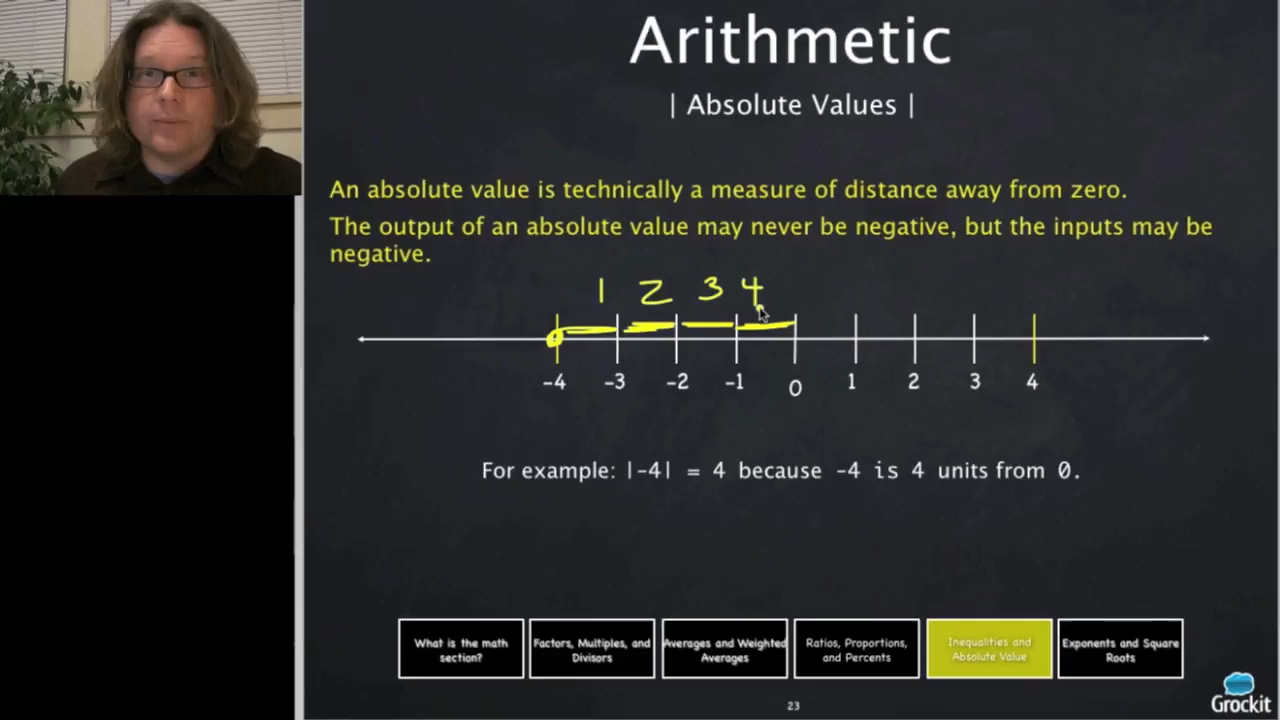 Arithmetic
| Absolute Values |
An absolute value is technically a measure of distance away from zero.
The output of an absolute value may never be negative, but the inputs may be
negative.
1 2 3 4
-4 -3 -2 -1 0 1 2 3 4
For example: |-4| = 4 because -4 is 4 units from 0.
What is the math
section?
Factors, Multiples, and
Divisors
Averages and Weighted
Averages
Ratios, Proportions,
and Percents
Inequalities and
Absolute Value
Exponents and Square
Roots
23
Grockit